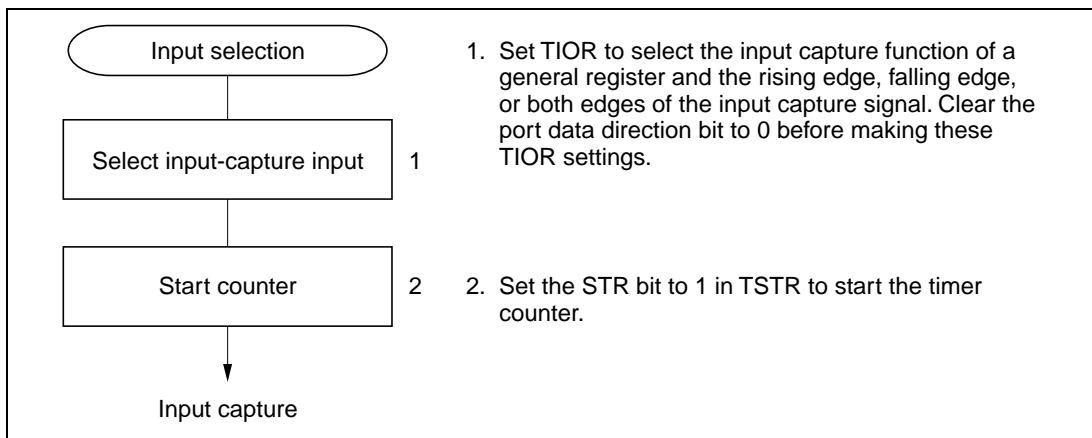 Input selection
Select input-capture input 1
Start counter 2
Input capture
1. Set TIOR to select the input capture function of a
general register and the rising edge, falling edge,
or both edges of the input capture signal. Clear the
port data direction bit to 0 before making these
TIOR settings.
2. Set the STR bit to 1 in TSTR to start the timer
counter.